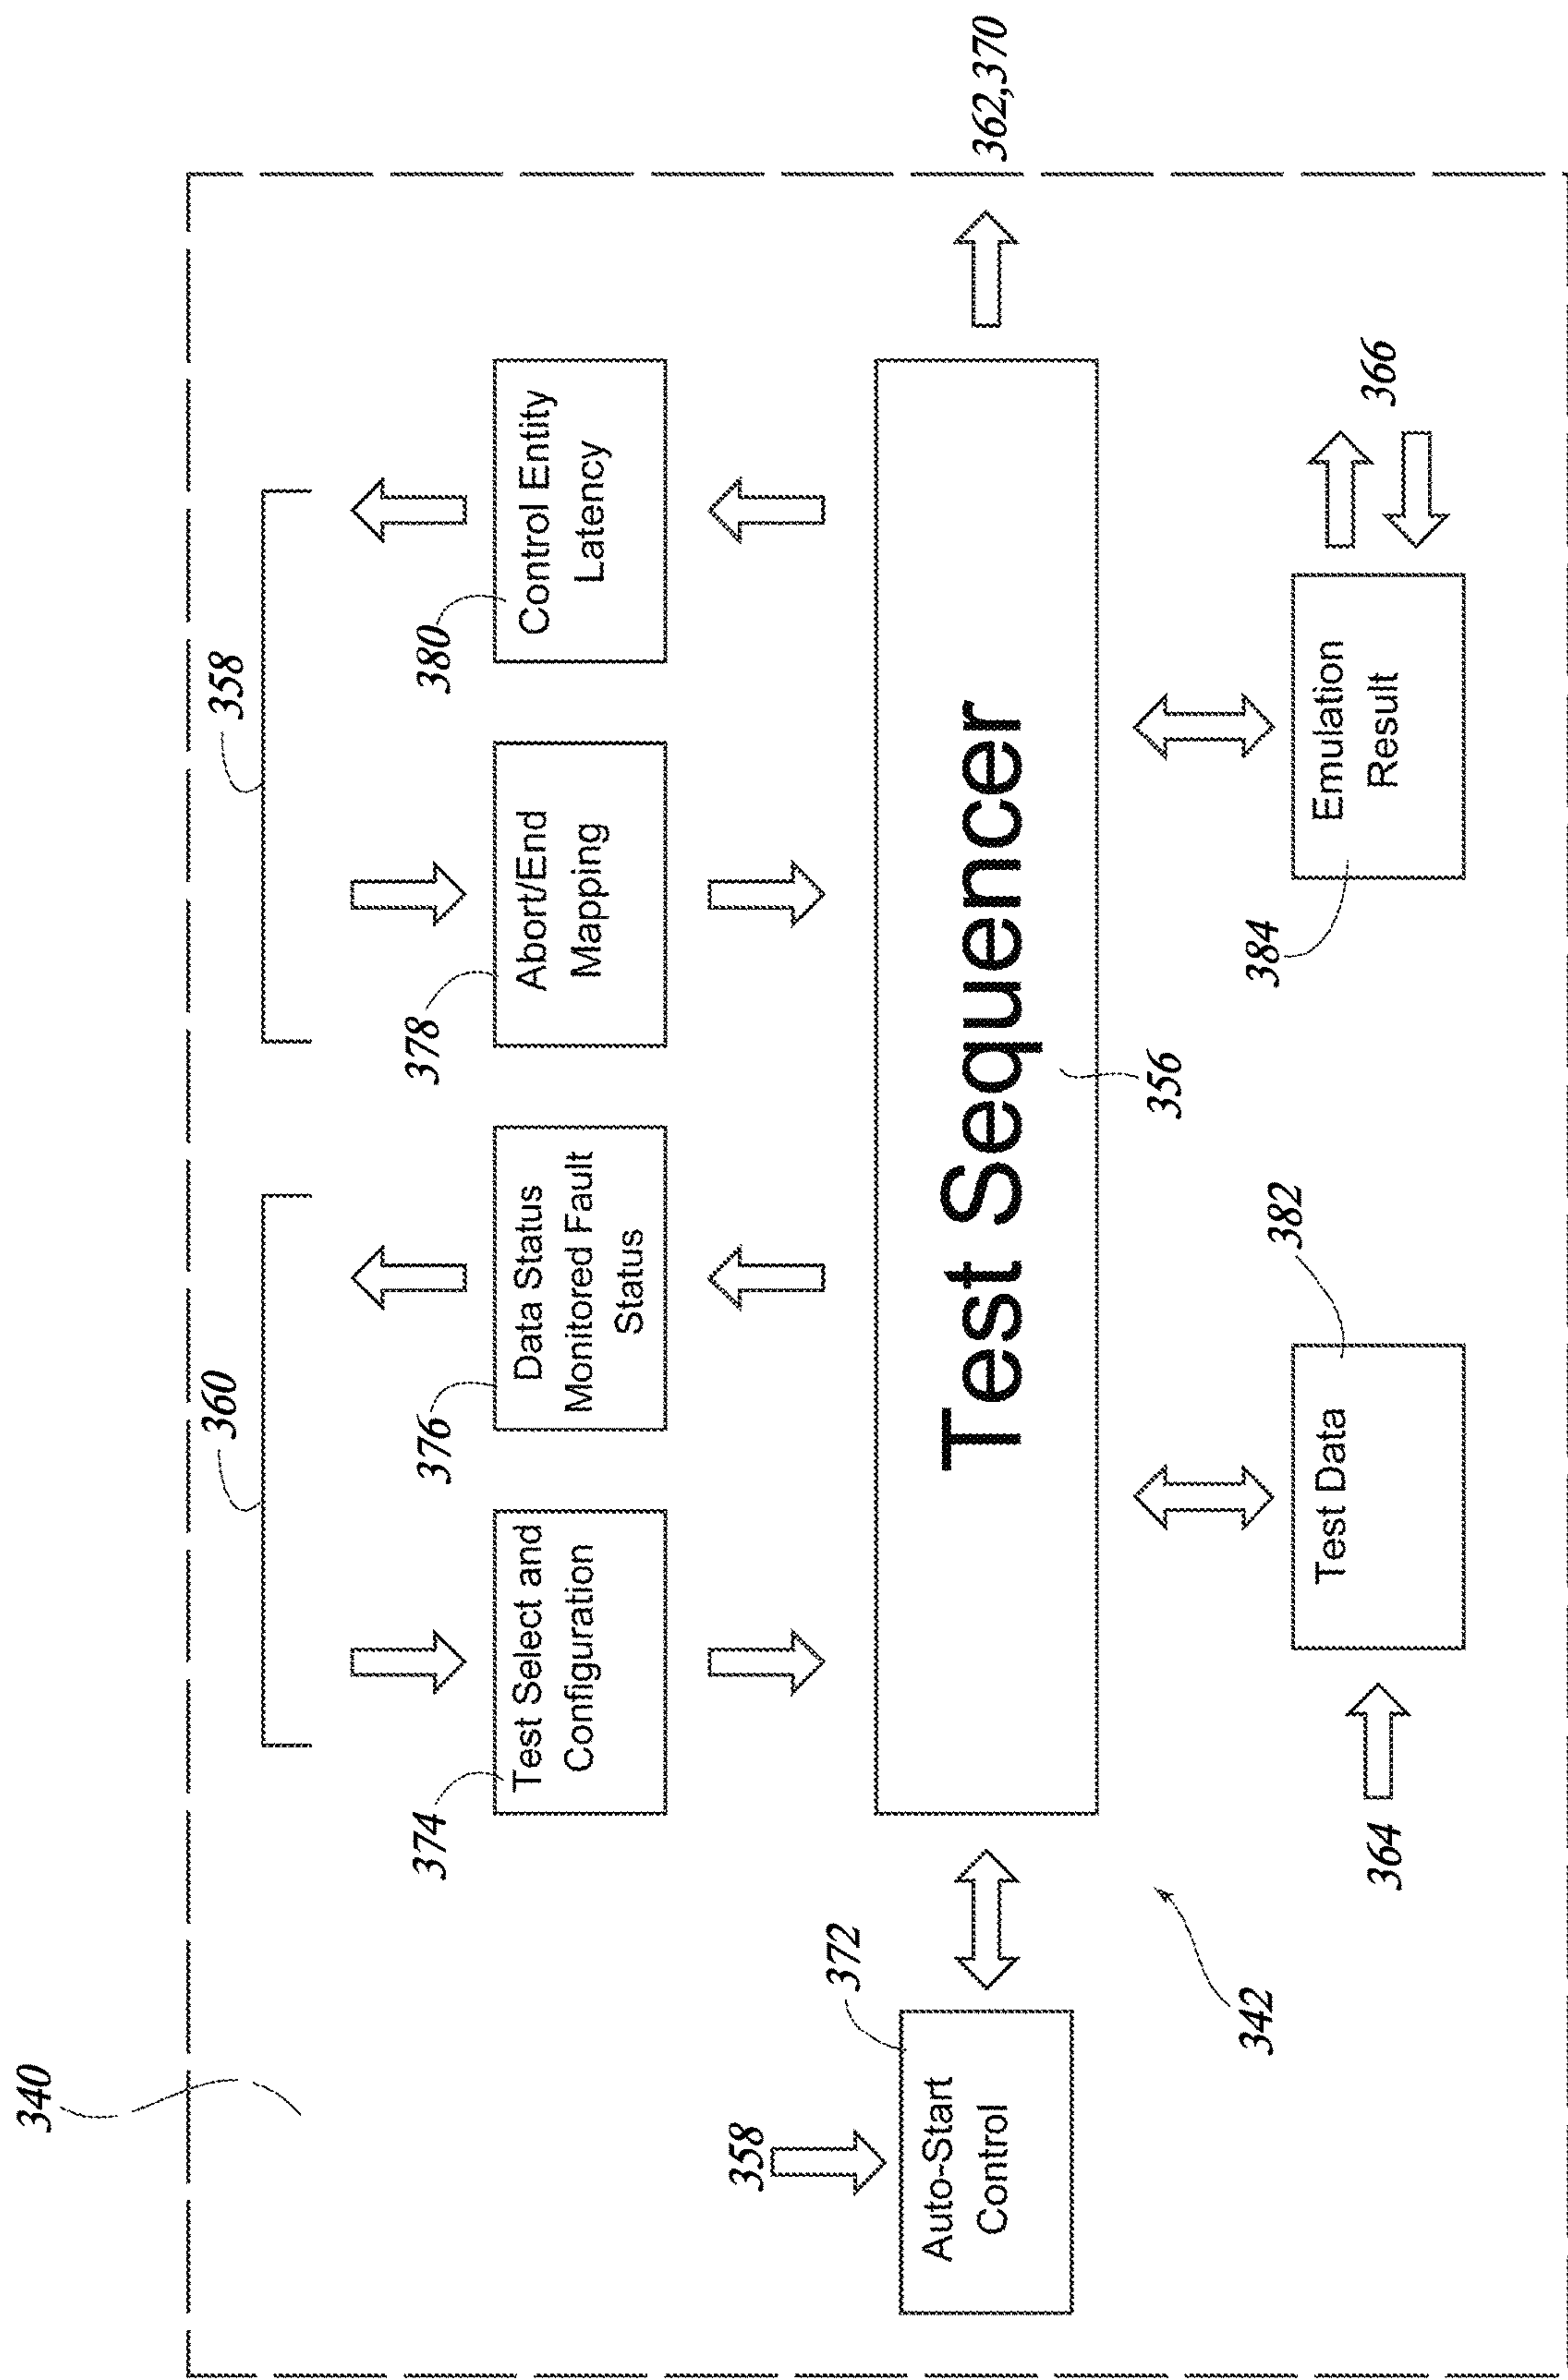 340
360
358
374
Test Select and
Configuration
376
Data Status
Monitored Fault
Status
378
Abort/End
Mapping
380
Control Entity
Latency
358
372
Auto-Start
Control
Test Sequencer
362,370
342
356
364
382
Test Data
384
Emulation
Result
366